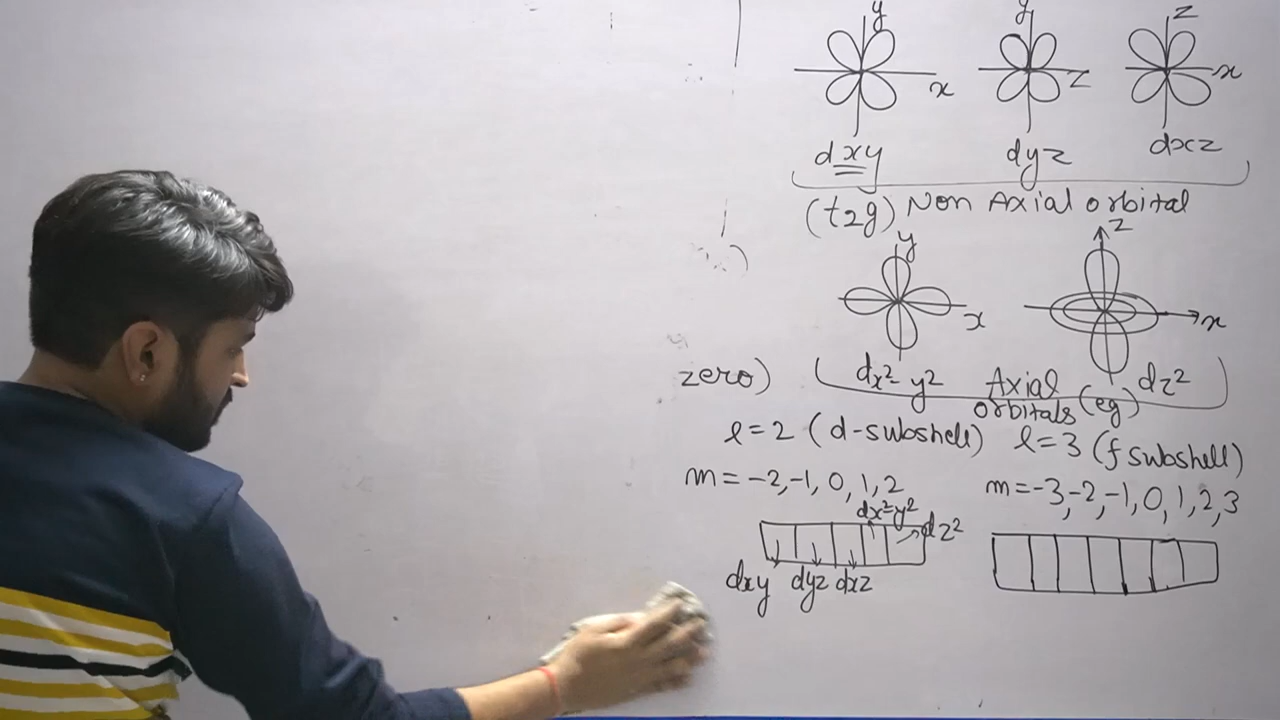 y y z
x z x
dxy dyz dxz
(t2g) Non Axial orbital
y z
x x
zero) dx²-y² Axial dz²
orbitals (eg)
l=2 (d-subshell) l=3 (f subshell)
m=-2,-1,0,1,2 m=-3,-2,-1,0,1,2,3
dx²-y² dz²
dxy dyz dxz